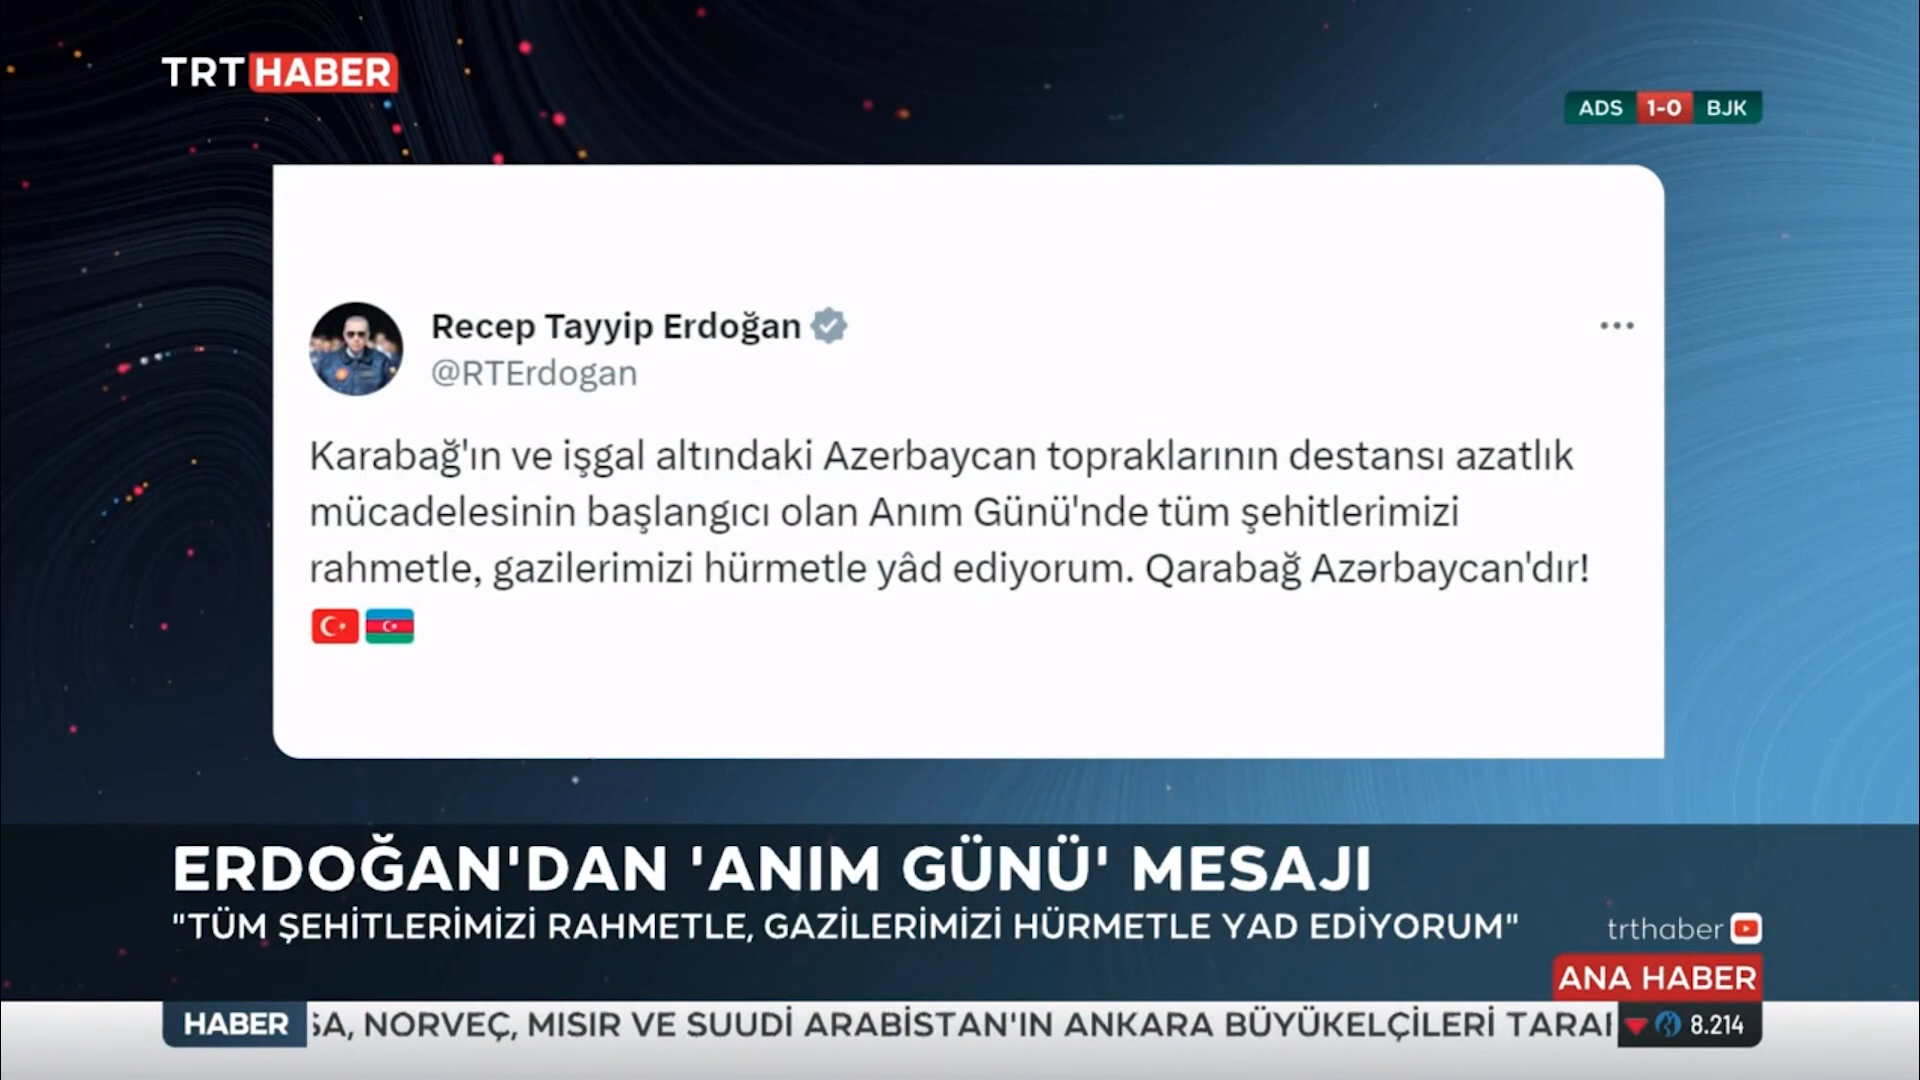 TRT HABER
ADS 1-0 BJK
Recep Tayyip Erdoğan
@RTErdogan
Karabağ'ın ve işgal altındaki Azerbaycan topraklarının destansı azatlık
mücadelesinin başlangıcı olan Anım Günü'nde tüm şehitlerimizi
rahmetle, gazilerimizi hürmetle yâd ediyorum. Qarabağ Azərbaycan'dır!
ERDOĞAN'DAN 'ANIM GÜNÜ' MESAJI
"TÜM ŞEHİTLERİMİZİ RAHMETLE, GAZİLERİMİZİ HÜRMETLE YAD EDİYORUM"
trthaber
ANA HABER
HABER
NORVEÇ, MISIR VE SUUDİ ARABİSTAN'IN ANKARA BÜYÜKELÇİLERİ
8.214